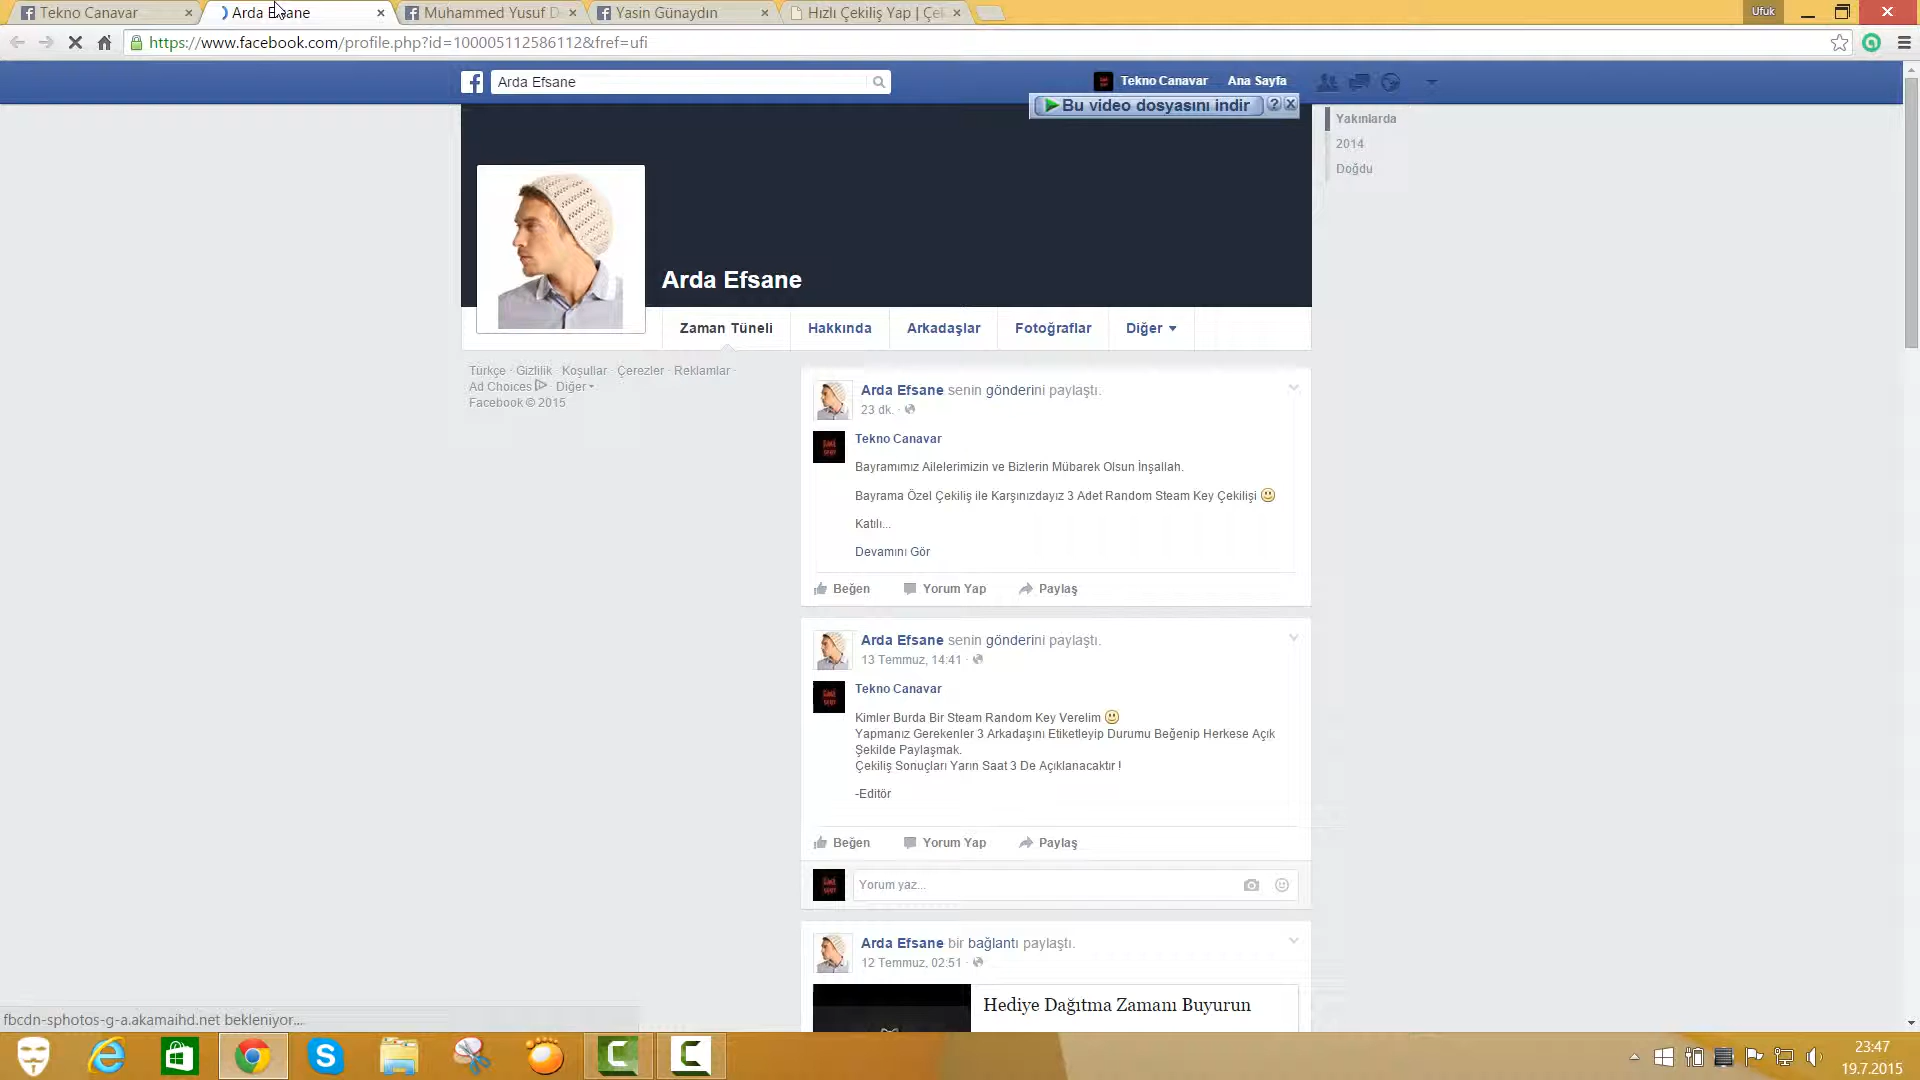 Tekno Canavar
Arda Efsane
Muhammed Yusuf D
Yasin Günaydın
Hızlı Çekiliş Yap | Çek
Ufuk
https://www.facebook.com/profile.php?id=100005112586112&fref=ufi
Arda Efsane
Tekno Canavar
Ana Sayfa
Bu video dosyasını indir
Yakınlarda
2014
Doğdu
Arda Efsane
Zaman Tüneli
Hakkında
Arkadaşlar
Fotoğraflar
Diğer
Türkçe · Gizlilik · Koşullar · Çerezler · Reklamlar ·
Ad Choices · Diğer
Facebook © 2015
Arda Efsane senin gönderini paylaştı.
23 dk. ·
Tekno Canavar
Bayramımız Ailelerimizin ve Bizlerin Mübarek Olsun İnşallah.
Bayrama Özel Çekiliş ile Karşınızdayız 3 Adet Random Steam Key Çekilişi
Katılı...
Devamını Gör
Beğen
Yorum Yap
Paylaş
Arda Efsane senin gönderini paylaştı.
13 Temmuz, 14:41 ·
Tekno Canavar
Kimler Burda Bir Steam Random Key Verelim
Yapmanız Gerekenler 3 Arkadaşını Etiketleyip Durumu Beğenip Herkese Açık
Şekilde Paylaşmak.
Çekiliş Sonuçları Yarın Saat 3 De Açıklanacaktır !
-Editör
Beğen
Yorum Yap
Paylaş
Yorum yaz...
Arda Efsane bir bağlantı paylaştı.
12 Temmuz, 02:51 ·
Hediye Dağıtma Zamanı Buyurun
fbcdn-sphotos-g-a.akamaihd.net bekleniyor...
23:47
19.7.2015